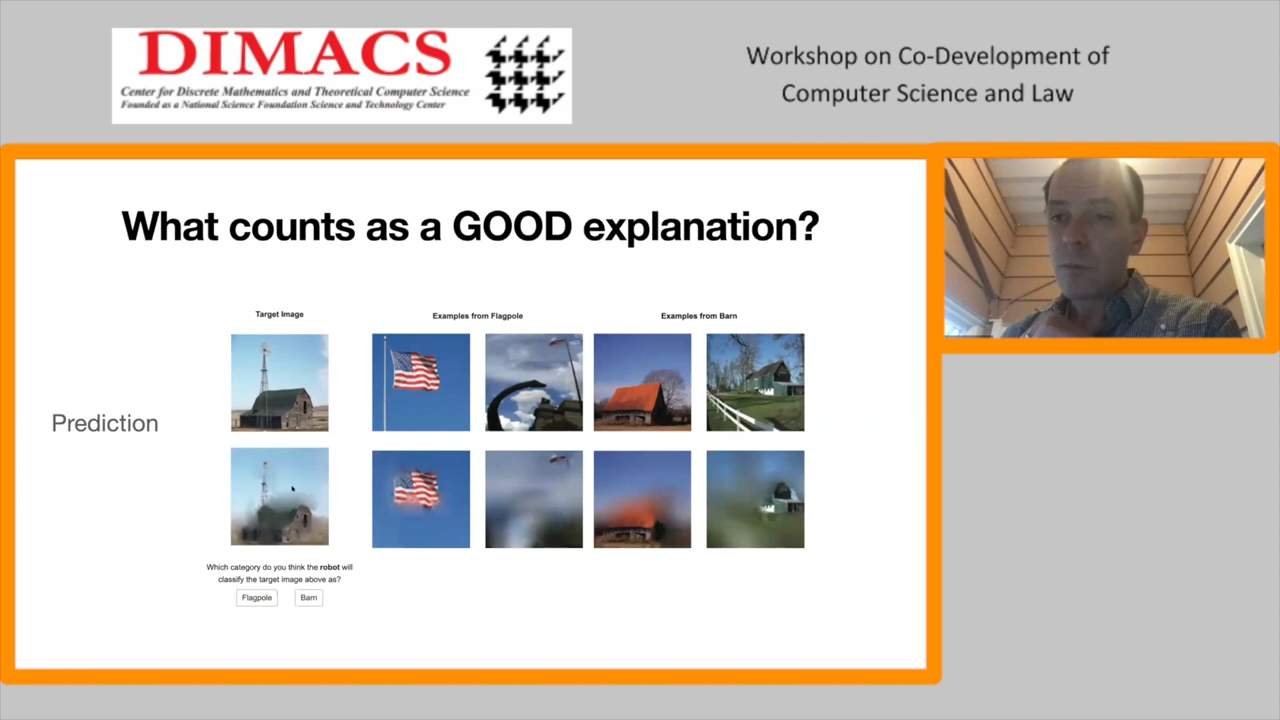 DIMACS
Center for Discrete Mathematics and Theoretical Computer Science
Founded as a National Science Foundation Science and Technology Center
Workshop on Co-Development of
Computer Science and Law
What counts as a GOOD explanation?
Target Image
Examples from Flagpole
Examples from Barn
Prediction
Which category do you think the robot will
classify the target image above as?
Flagpole
Barn